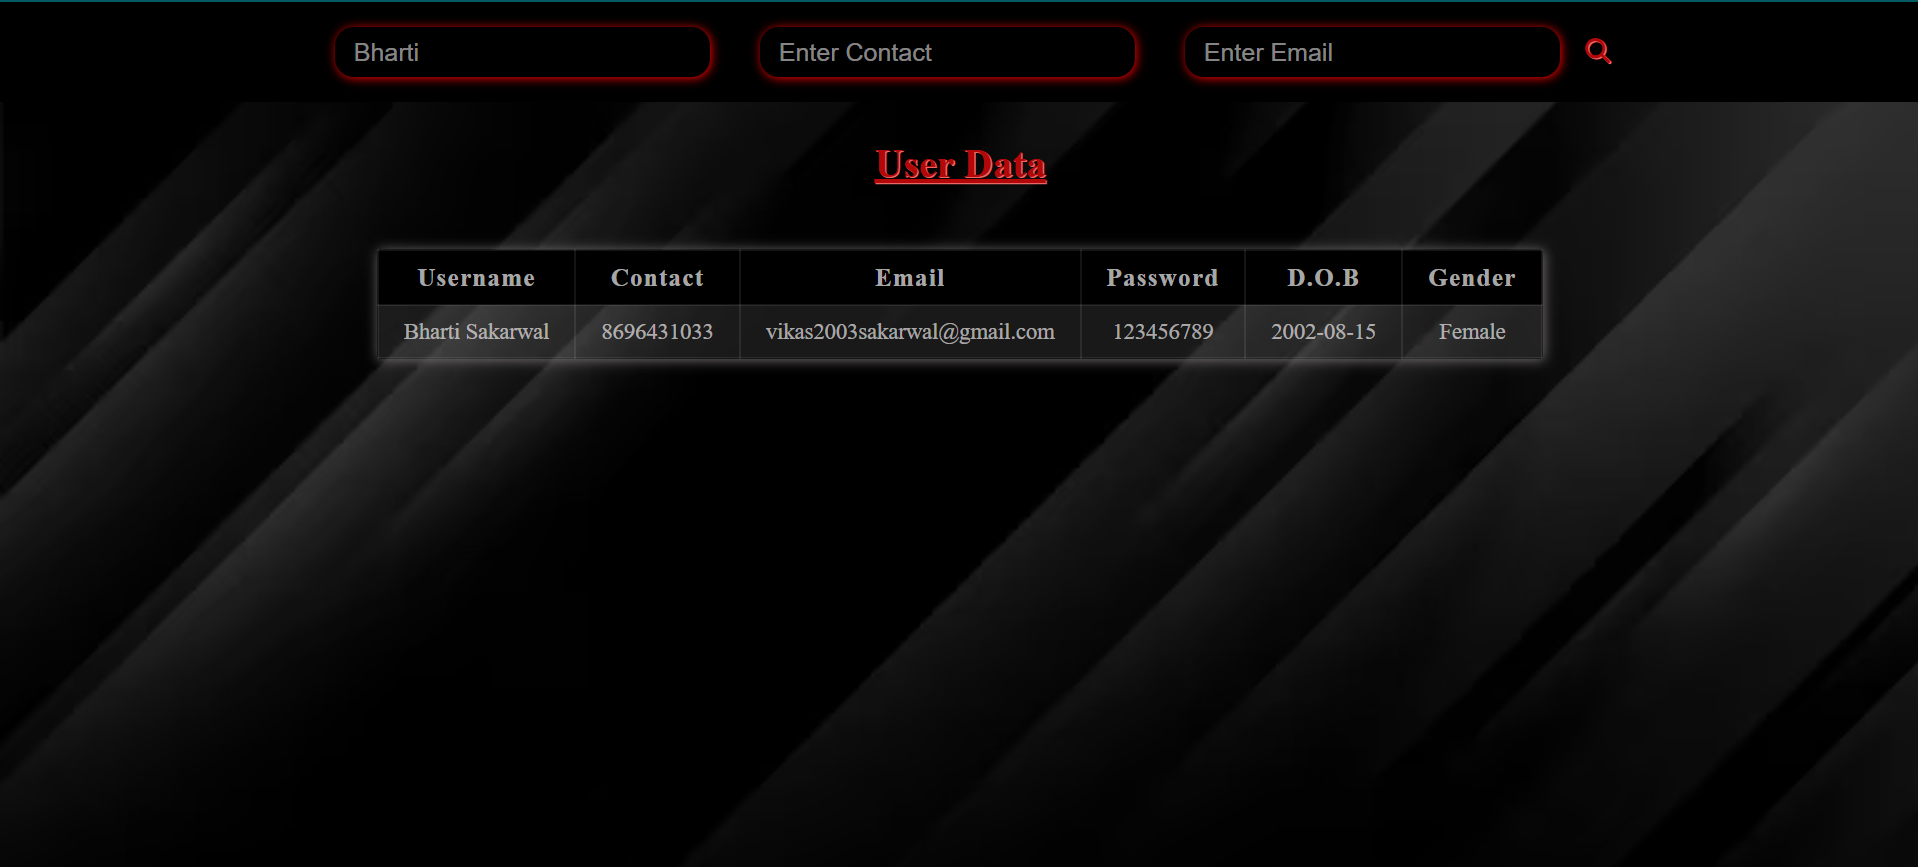 Bharti Enter Contact Enter Email
User Data
Username Contact Email Password D.O.B Gender
Bharti Sakarwal 8696431033 vikas2003sakarwal@gmail.com 123456789 2002-08-15 Female